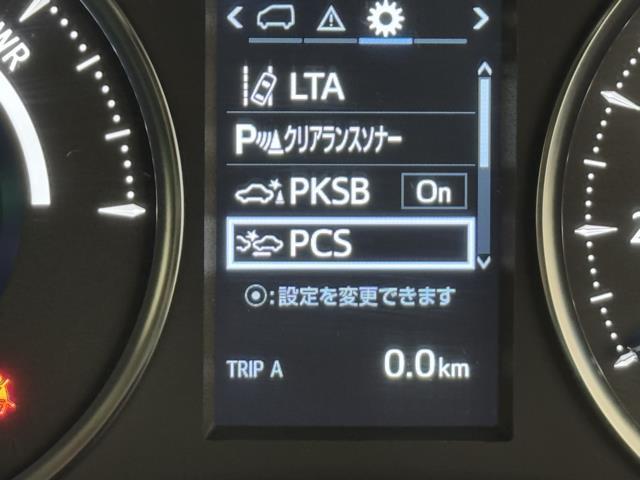 WR
LTA
P クリアランスソナー
PKSB On
PCS
◎:設定を変更できます
TRIP A 0.0km